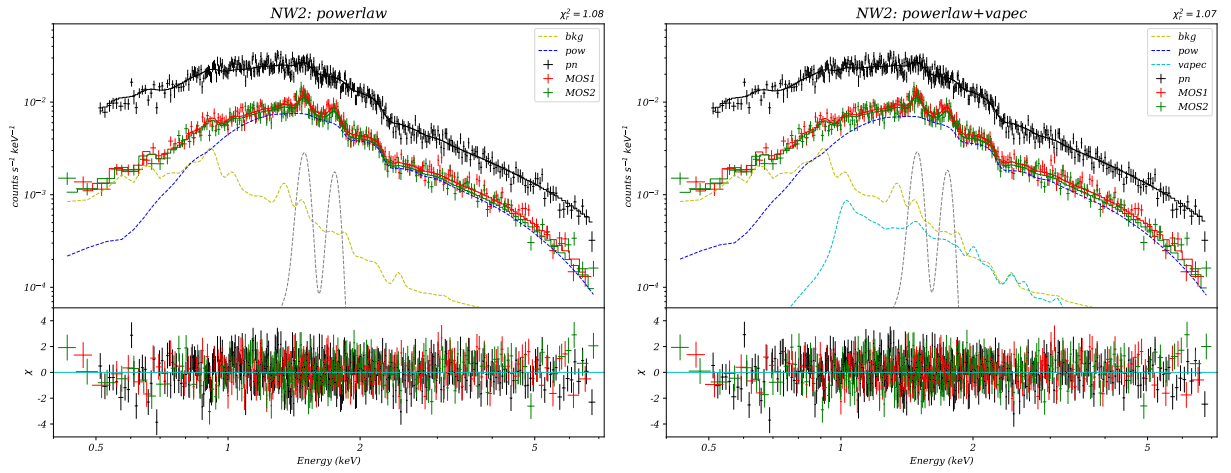 NW2: powerlaw
χ²ᵣ = 1.08
bkg
pow
pn
MOS1
MOS2
10⁻²
10⁻³
10⁻⁴
counts s⁻¹ keV⁻¹
4
2
0
-2
-4
χ
0.5
1
2
5
Energy (keV)
NW2: powerlaw+vapec
χ²ᵣ = 1.07
bkg
pow
vapec
pn
MOS1
MOS2
10⁻²
10⁻³
10⁻⁴
counts s⁻¹ keV⁻¹
4
2
0
-2
-4
χ
0.5
1
2
5
Energy (keV)